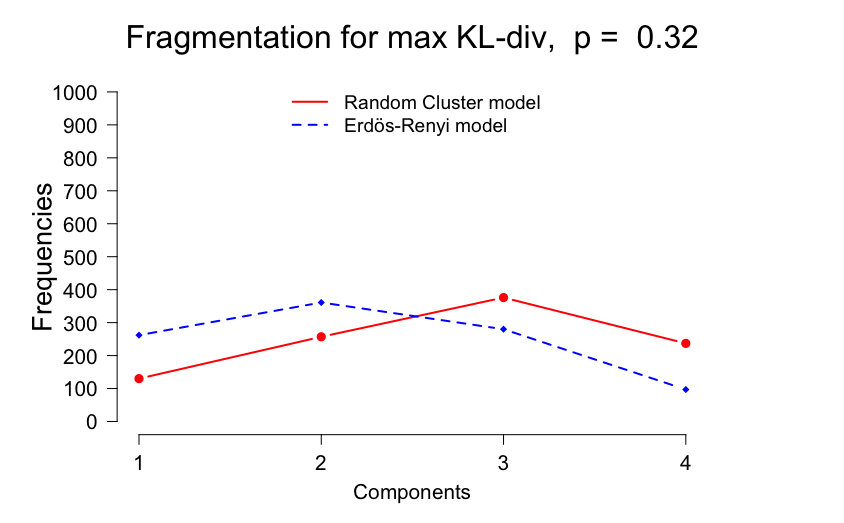 Fragmentation for max KL-div,  p =  0.32
Random Cluster model
Erdös-Renyi model
Frequencies
1000
900
800
700
600
500
400
300
200
100
0
1 2 3 4
Components